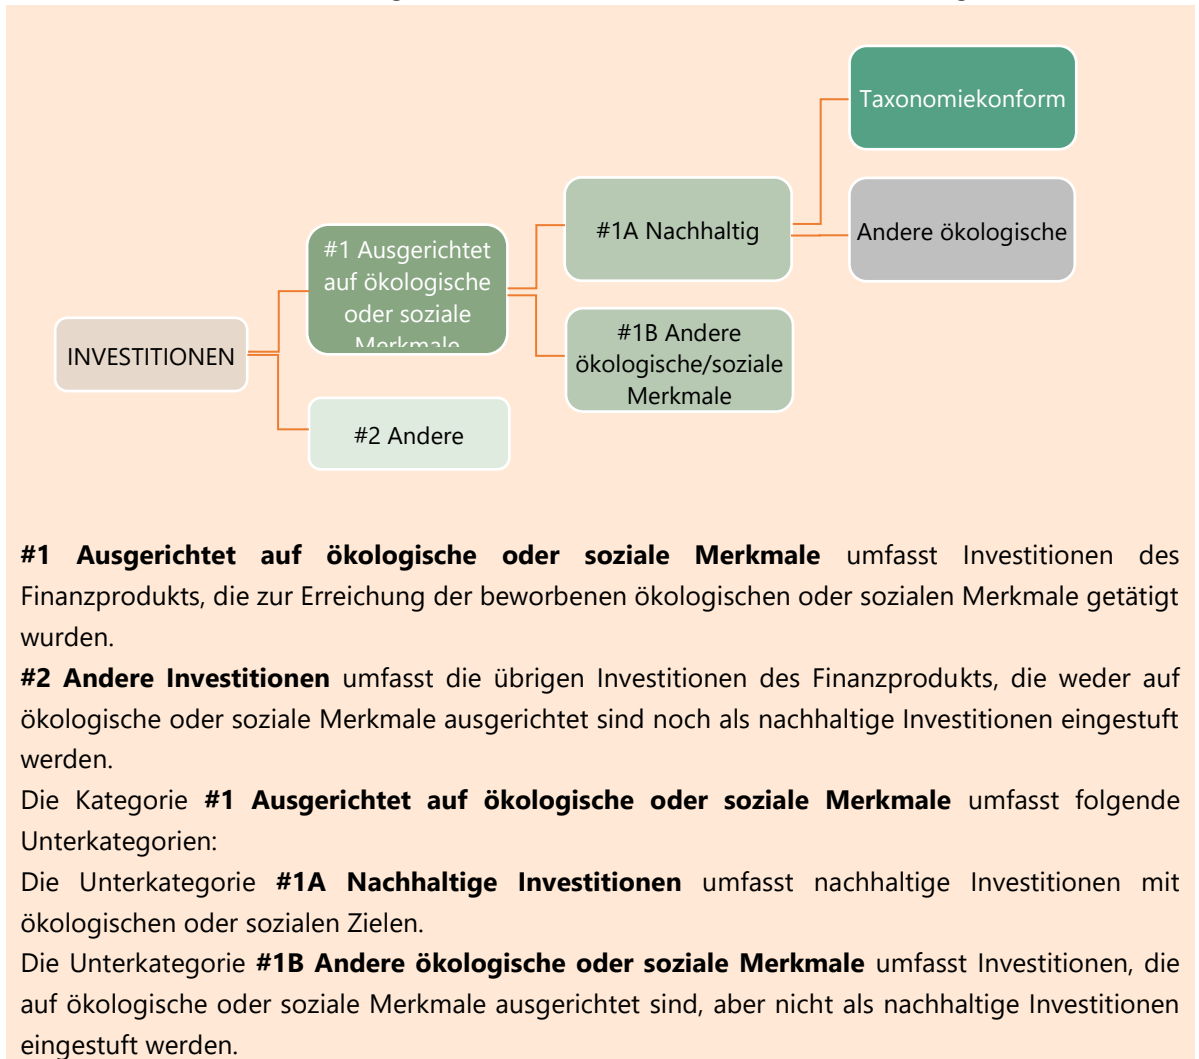 Taxonomiekonform
#1A Nachhaltig
Andere ökologische
#1 Ausgerichtet
auf ökologische
oder soziale
Merkmale
#1B Andere
ökologische/soziale
Merkmale
INVESTITIONEN
#2 Andere
#1 Ausgerichtet auf ökologische oder soziale Merkmale umfasst Investitionen des
Finanzprodukts, die zur Erreichung der beworbenen ökologischen oder sozialen Merkmale getätigt
wurden.
#2 Andere Investitionen umfasst die übrigen Investitionen des Finanzprodukts, die weder auf
ökologische oder soziale Merkmale ausgerichtet sind noch als nachhaltige Investitionen eingestuft
werden.
Die Kategorie #1 Ausgerichtet auf ökologische oder soziale Merkmale umfasst folgende
Unterkategorien:
Die Unterkategorie #1A Nachhaltige Investitionen umfasst nachhaltige Investitionen mit
ökologischen oder sozialen Zielen.
Die Unterkategorie #1B Andere ökologische oder soziale Merkmale umfasst Investitionen, die
auf ökologische oder soziale Merkmale ausgerichtet sind, aber nicht als nachhaltige Investitionen
eingestuft werden.